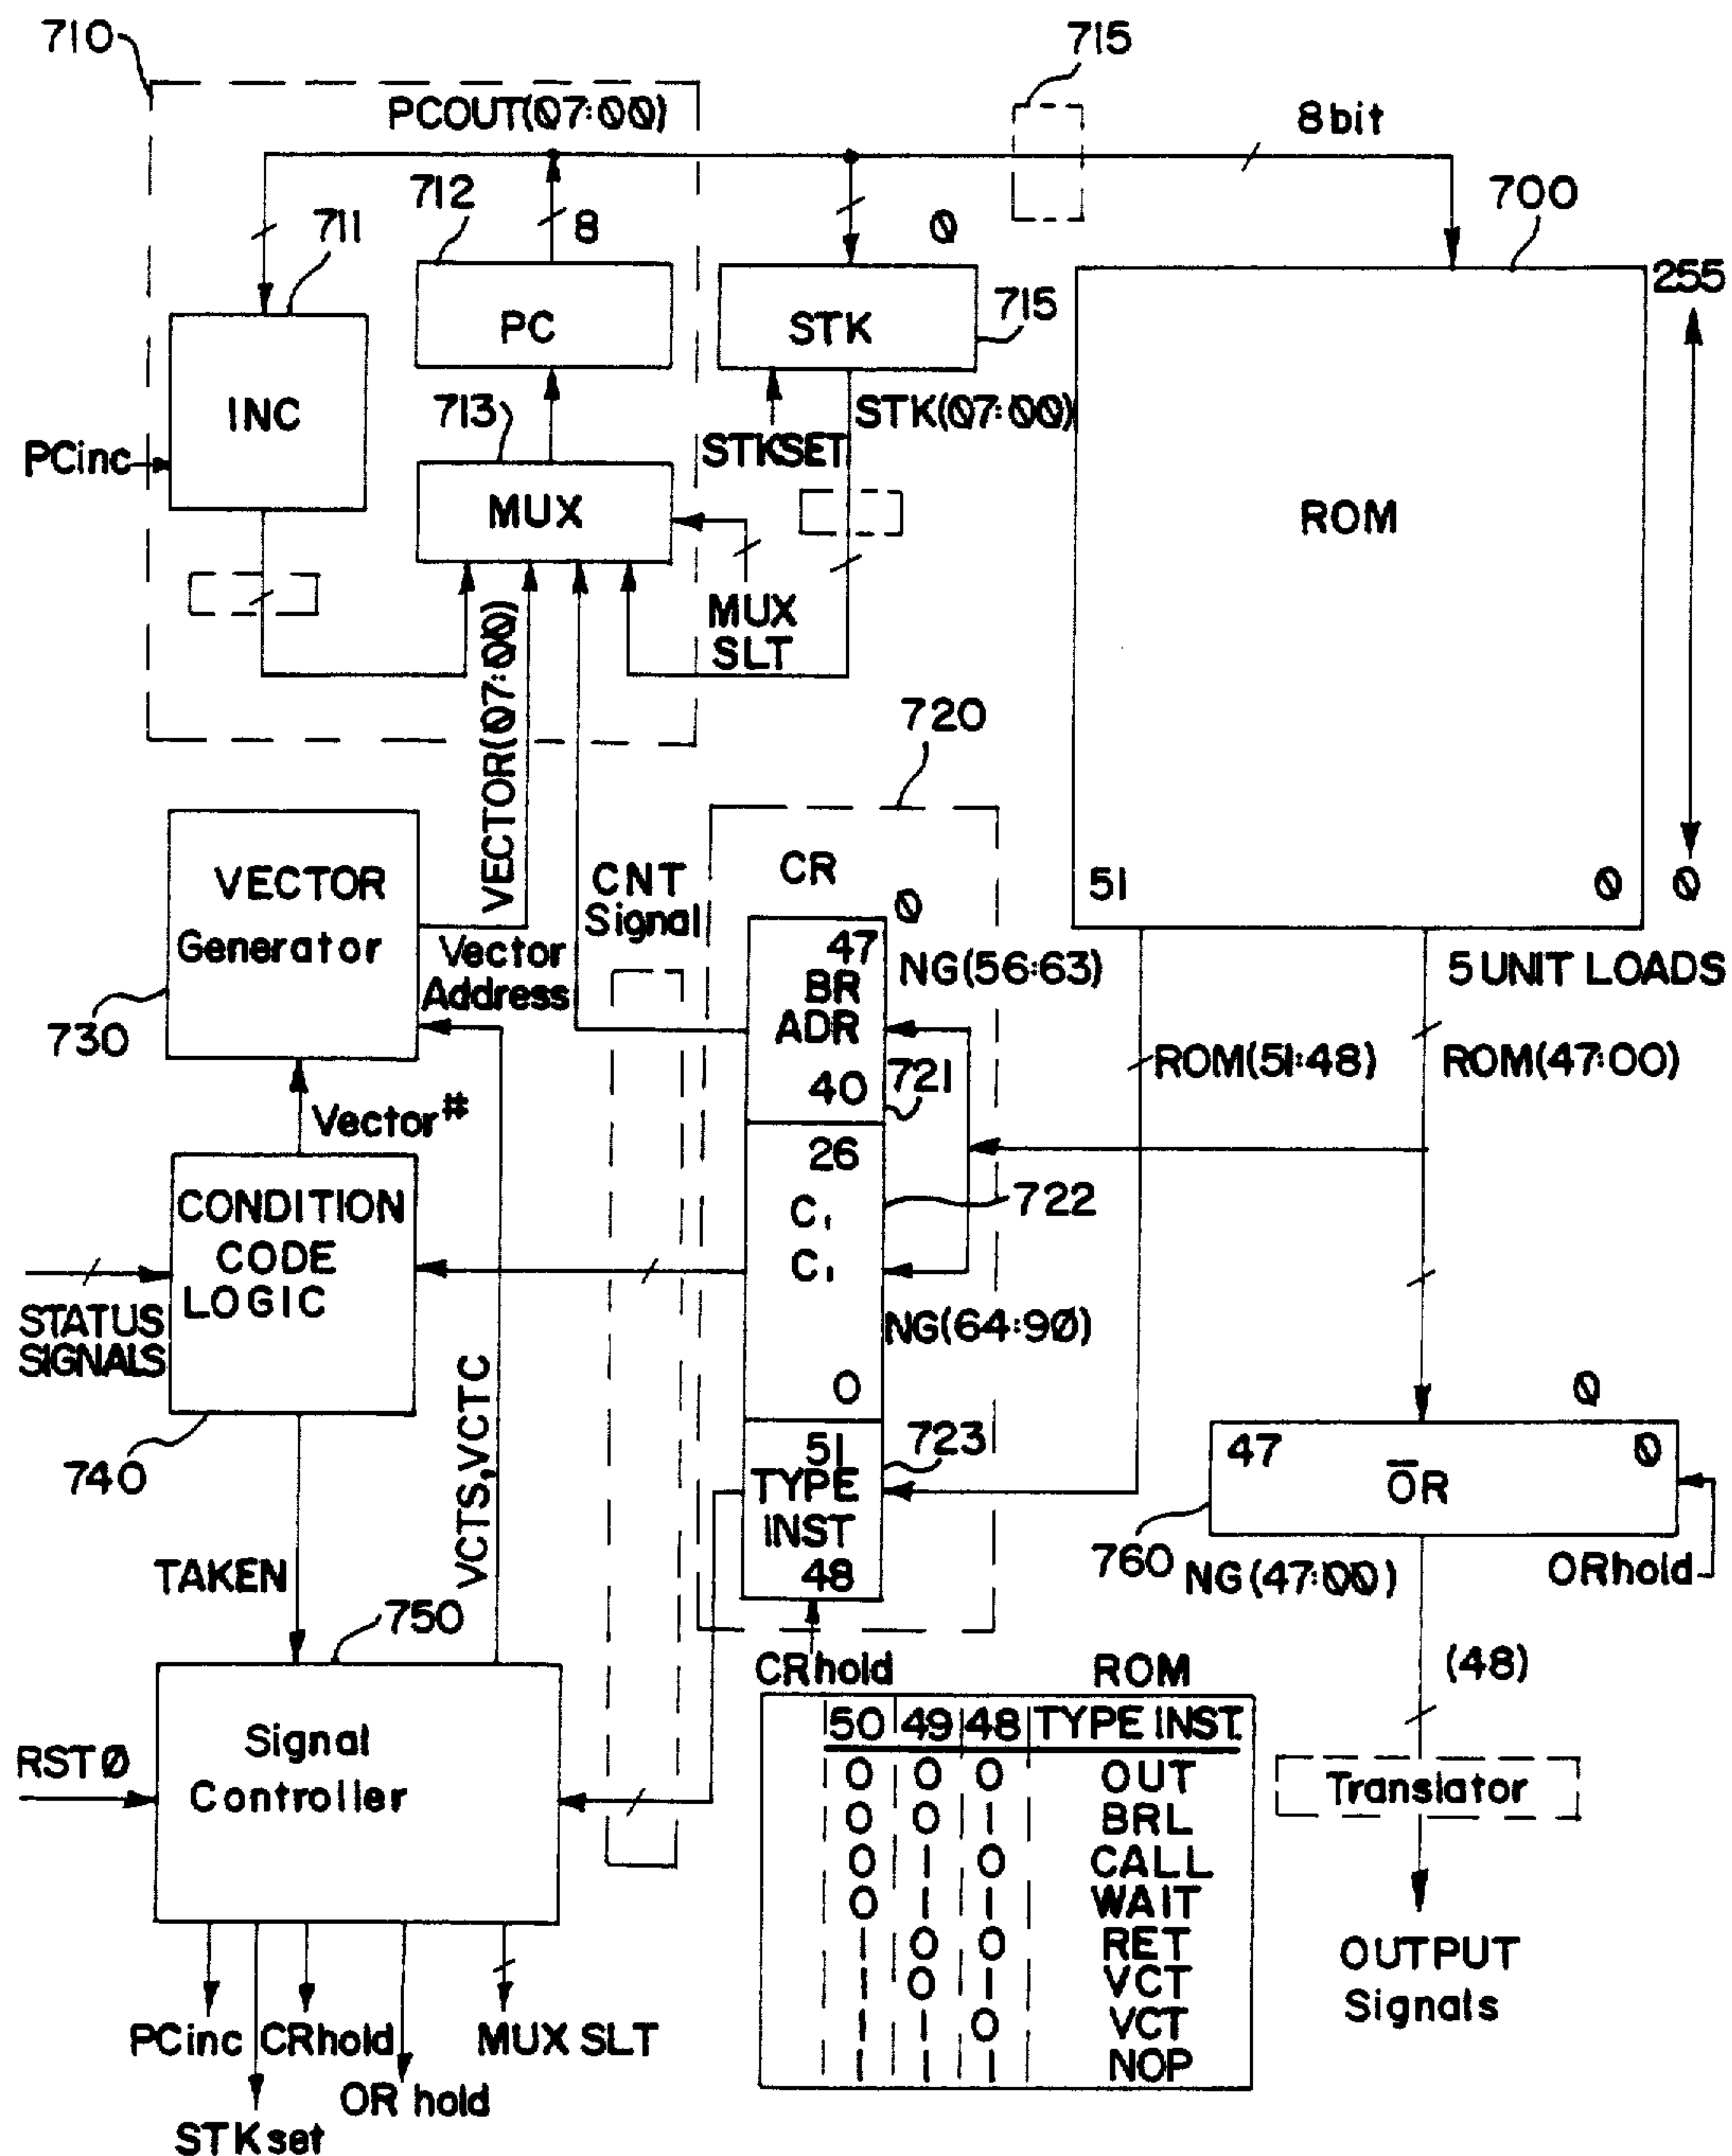 710
715
PCOUT(07:00)
8 bit
712
8
0
700
711
255
PC
STK
715
INC
713
STK(07:00)
STKSET
PCinc
MUX
ROM
MUX
SLT
VECTOR(07:00)
720
VECTOR
Generator
CNT
Signal
CR
0
51
0
0
Vector
Address
47
BR
ADR
40
NG(56:63)
5 UNIT LOADS
730
721
ROM(51:48)
ROM(47:00)
Vector#
26
CONDITION
CODE
LOGIC
C1
C1
722
STATUS
SIGNALS
NG(64:90)
0
0
740
VCTS,VCTC
51
TYPE
INST
48
723
47
0
OR
TAKEN
760
NG(47:00)
ORhold
750
CRhold
ROM
(48)
50 49 48 TYPE INST.
RST0
Signal
Controller
0 0 0 OUT
0 0 1 BRL
0 1 0 CALL
0 1 1 WAIT
1 0 0 RET
1 0 1 VCT
1 1 0 VCT
1 1 1 NOP
Translator
OUTPUT
Signals
PCinc CRhold MUX SLT
OR hold
STKset